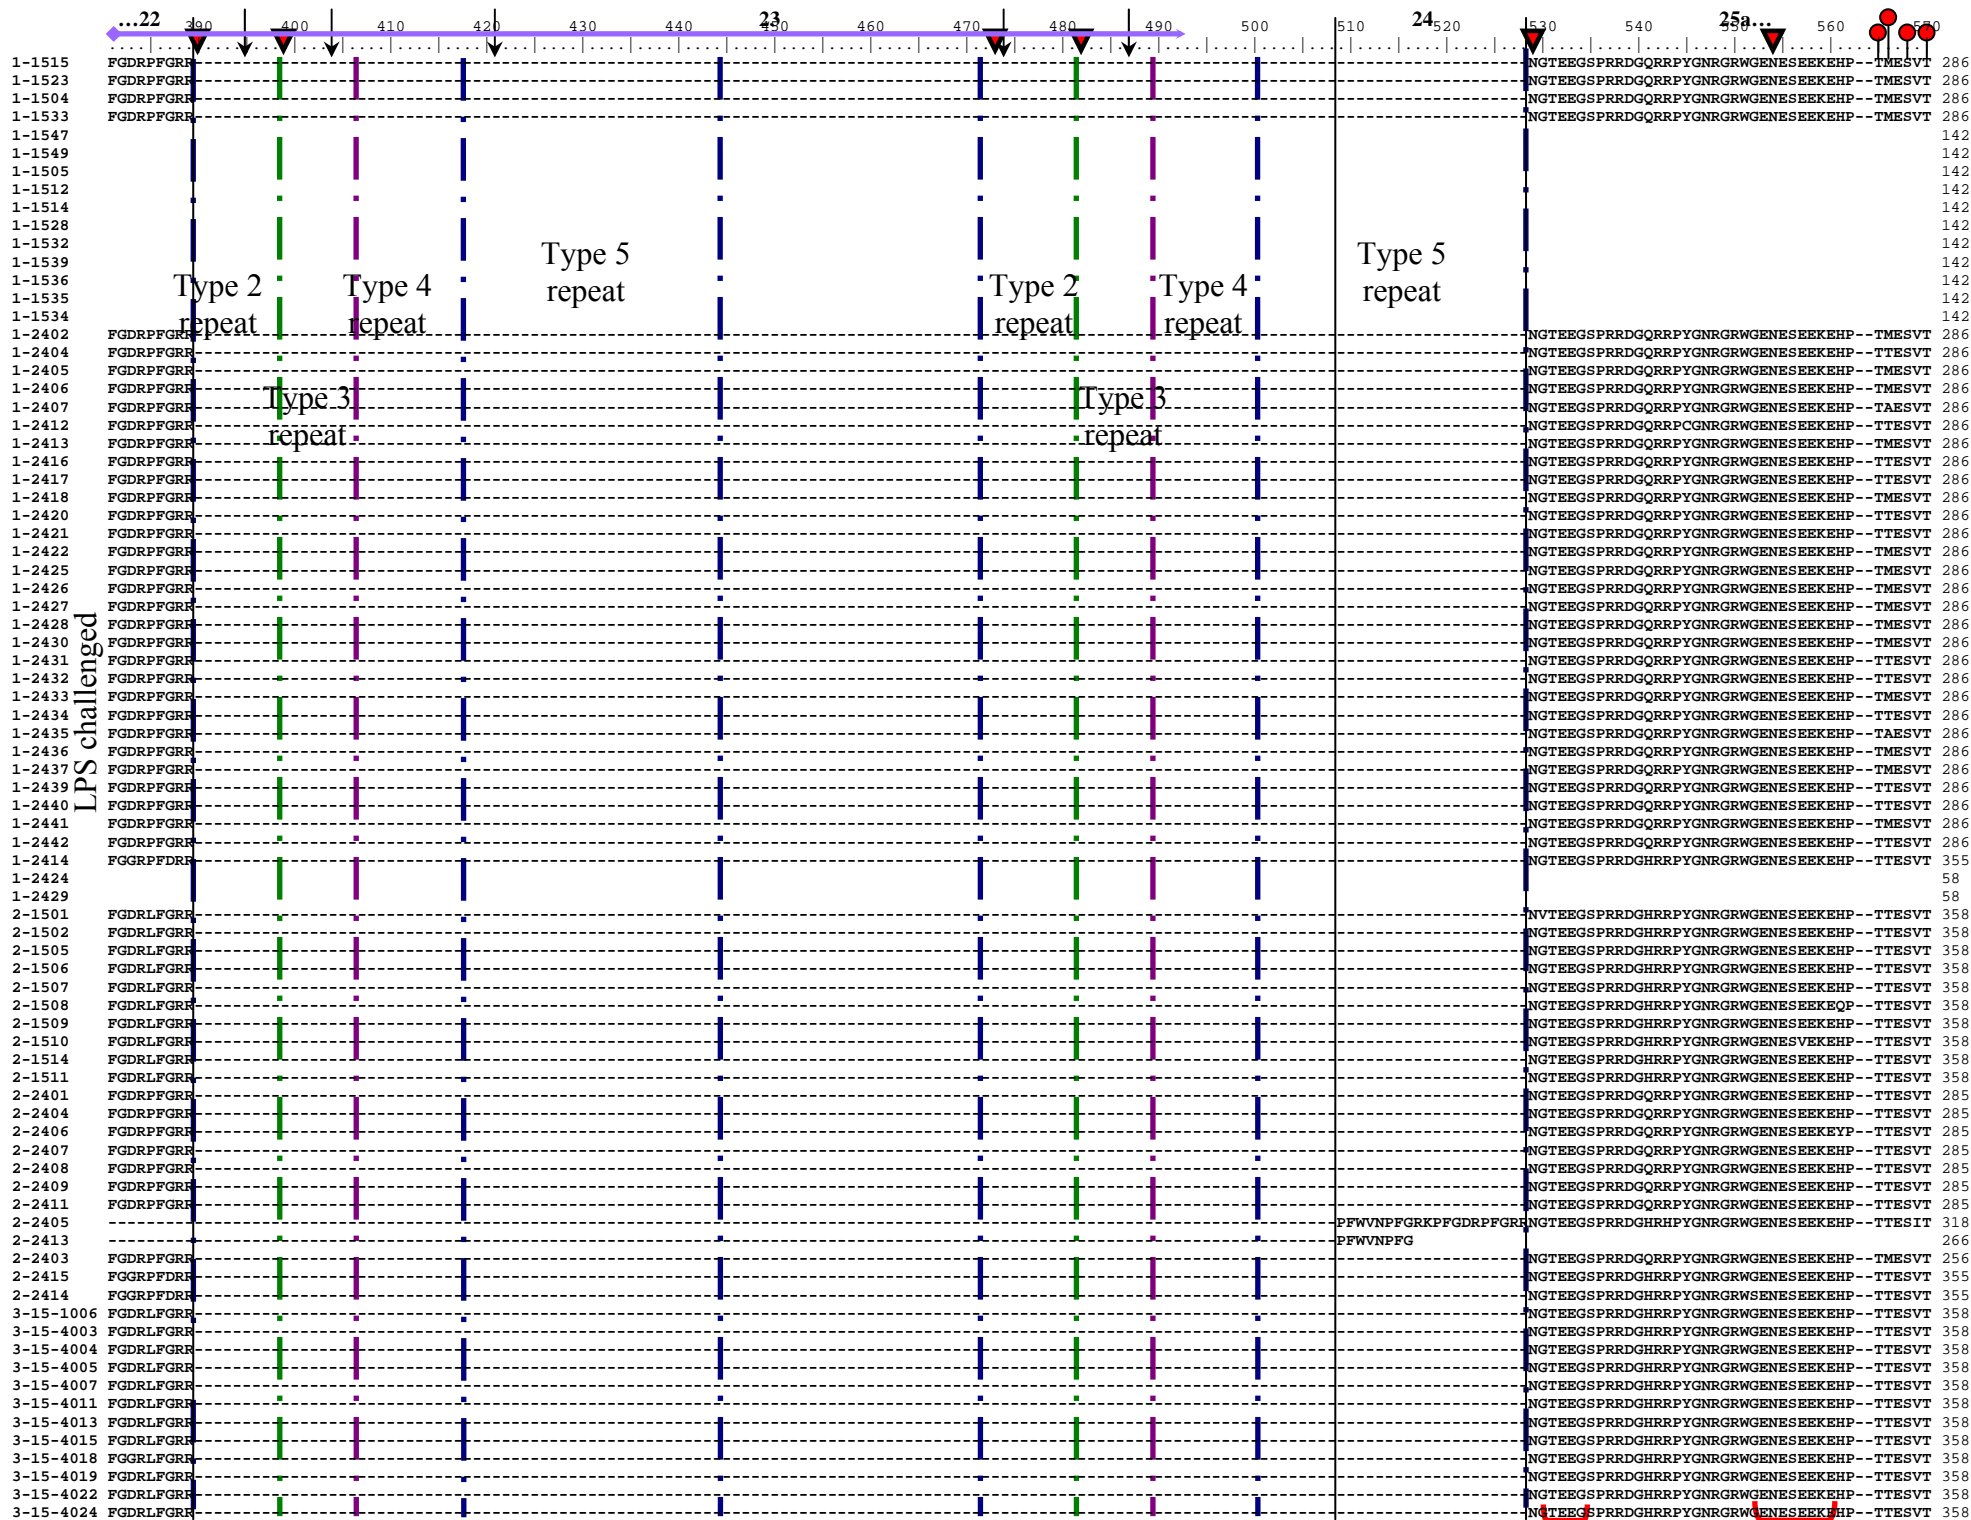 ...22 23 24 25a...
390 400 410 420 430 440 450 460 470 480 490 500 510 520 530 540 550 560 570
1-1515 FGDRPFGRR NGTEEGSPRRDGQRRPYGNRGRWGENESEEKEHP--TMESVT 286
1-1523 FGDRPFGRR NGTEEGSPRRDGQRRPYGNRGRWGENESEEKEHP--TMESVT 286
1-1504 FGDRPFGRR NGTEEGSPRRDGQRRPYGNRGRWGENESEEKEHP--TMESVT 286
1-1533 FGDRPFGRR NGTEEGSPRRDGQRRPYGNRGRWGENESEEKEHP--TMESVT 286
1-1547 142
1-1549 142
1-1505 142
1-1512 142
1-1514 142
1-1528 142
1-1532 142
1-1539 142
1-1536 142
1-1535 142
1-1534 142
Type 5 repeat
Type 5 repeat
Type 2 repeat
Type 4 repeat
Type 2 repeat
Type 4 repeat
1-2402 FGDRPFGRR NGTEEGSPRRDGQRRPYGNRGRWGENESEEKEHP--TMESVT 286
1-2404 FGDRPFGRR NGTEEGSPRRDGQRRPYGNRGRWGENESEEKEHP--TTESVT 286
1-2405 FGDRPFGRR NGTEEGSPRRDGQRRPYGNRGRWGENESEEKEHP--TMESVT 286
1-2406 FGDRPFGRR NGTEEGSPRRDGQRRPYGNRGRWGENESEEKEHP--TMESVT 286
1-2407 FGDRPFGRR NGTEEGSPRRDGQRRPYGNRGRWGENESEEKEHP--TAESVT 286
Type 3 repeat
Type 3 repeat
1-2412 FGDRPFGRR NGTEEGSPRRDGQRRPCGNRGRWGENESEEKEHP--TTESVT 286
1-2413 FGDRPFGRR NGTEEGSPRRDGQRRPYGNRGRWGENESEEKEHP--TMESVT 286
1-2416 FGDRPFGRR NGTEEGSPRRDGQRRPYGNRGRWGENESEEKEHP--TTESVT 286
1-2417 FGDRPFGRR NGTEEGSPRRDGQRRPYGNRGRWGENESEEKEHP--TTESVT 286
1-2418 FGDRPFGRR NGTEEGSPRRDGQRRPYGNRGRWGENESEEKEHP--TMESVT 286
1-2420 FGDRPFGRR NGTEEGSPRRDGQRRPYGNRGRWGENESEEKEHP--TTESVT 286
1-2421 FGDRPFGRR NGTEEGSPRRDGQRRPYGNRGRWGENESEEKEHP--TTESVT 286
1-2422 FGDRPFGRR NGTEEGSPRRDGQRRPYGNRGRWGENESEEKEHP--TMESVT 286
1-2425 FGDRPFGRR NGTEEGSPRRDGQRRPYGNRGRWGENESEEKEHP--TMESVT 286
1-2426 FGDRPFGRR NGTEEGSPRRDGQRRPYGNRGRWGENESEEKEHP--TMESVT 286
1-2427 FGDRPFGRR NGTEEGSPRRDGQRRPYGNRGRWGENESEEKEHP--TMESVT 286
1-2428 FGDRPFGRR NGTEEGSPRRDGQRRPYGNRGRWGENESEEKEHP--TMESVT 286
1-2430 FGDRPFGRR NGTEEGSPRRDGQRRPYGNRGRWGENESEEKEHP--TMESVT 286
1-2431 FGDRPFGRR NGTEEGSPRRDGQRRPYGNRGRWGENESEEKEHP--TTESVT 286
1-2432 FGDRPFGRR NGTEEGSPRRDGQRRPYGNRGRWGENESEEKEHP--TTESVT 286
1-2433 FGDRPFGRR NGTEEGSPRRDGQRRPYGNRGRWGENESEEKEHP--TMESVT 286
LPS challenged
1-2434 FGDRPFGRR NGTEEGSPRRDGQRRPYGNRGRWGENESEEKEHP--TTESVT 286
1-2435 FGDRPFGRR NGTEEGSPRRDGQRRPYGNRGRWGENESEEKEHP--TAESVT 286
1-2436 FGDRPFGRR NGTEEGSPRRDGQRRPYGNRGRWGENESEEKEHP--TMESVT 286
1-2437 FGDRPFGRR NGTEEGSPRRDGQRRPYGNRGRWGENESEEKEHP--TMESVT 286
1-2439 FGDRPFGRR NGTEEGSPRRDGQRRPYGNRGRWGENESEEKEHP--TTESVT 286
1-2440 FGDRPFGRR NGTEEGSPRRDGQRRPYGNRGRWGENESEEKEHP--TTESVT 286
1-2441 FGDRPFGRR NGTEEGSPRRDGQRRPYGNRGRWGENESEEKEHP--TMESVT 286
1-2442 FGDRPFGRR NGTEEGSPRRDGQRRPYGNRGRWGENESEEKEHP--TTESVT 286
1-2414 FGGRPFDRR NGTEEGSPRRDGHRRPYGNRGRWGENESEEKEHP--TTESVT 355
1-2424 58
1-2429 58
2-1501 FGDRLFGRR NVTEEGSPRRDGHRRPYGNRGRWGENESEEKEHP--TTESVT 358
2-1502 FGDRLFGRR NGTEEGSPRRDGHRRPYGNRGRWGENESEEKEHP--TTESVT 358
2-1505 FGDRLFGRR NGTEEGSPRRDGHRRPYGNRGRWGENESEEKEHP--TTESVT 358
2-1506 FGDRLFGRR NGTEEGSPRRDGHRRPYGNRGRWGENESEEKEHP--TTESVT 358
2-1507 FGDRLFGRR NGTEEGSPRRDGHRRPYGNRGRWGENESEEKEHP--TTESVT 358
2-1508 FGDRLFGRR NGTEEGSPRRDGHRRPYGNRGRWGENESEEKEQP--TTESVT 358
2-1509 FGDRLFGRR NGTEEGSPRRDGHRRPYGNRGRWGENESEEKEHP--TTESVT 358
2-1510 FGDRLFGRR NGTEEGSPRRDGHRRPYGNRGRWGENESVEKEHP--TTESVT 358
2-1514 FGDRLFGRR NGTEEGSPRRDGHRRPYGNRGRWGENESEEKEHP--TTESVT 358
2-1511 FGDRLFGRR NGTEEGSPRRDGHRRPYGNRGRWGENESEEKEHP--TTESVT 358
2-2401 FGDRPFGRR NGTEEGSPRRDGQRRPYGNRGRWGENESEEKEHP--TTESVT 285
2-2404 FGDRPFGRR NGTEEGSPRRDGQRRPYGNRGRWGENESEEKEHP--TTESVT 285
2-2406 FGDRPFGRR NGTEEGSPRRDGQRRPYGNRGRWGENESEEKEYP--TTESVT 285
2-2407 FGDRPFGRR NGTEEGSPRRDGQRRPYGNRGRWGENESEEKEHP--TTESVT 285
2-2408 FGDRPFGRR NGTEEGSPRRDGQRRPYGNRGRWGENESEEKEHP--TTESVT 285
2-2409 FGDRPFGRR NGTEEGSPRRDGQRRPYGNRGRWGENESEEKEHP--TTESVT 285
2-2411 FGDRPFGRR NGTEEGSPRRDGQRRPYGNRGRWGENESEEKEHP--TTESVT 285
2-2405 PFWVNPFGRKPFGDRPFGRRNGTEEGSPRRDGHRHPYGNRGRWGENESEEKEHP--TTESIT 318
2-2413 PFWVNPFG 266
2-2403 FGDRPFGRR NGTEEGSPRRDGQRRPYGNRGRWGENESEEKEHP--TMESVT 256
2-2415 FGGRPFDRR NGTEEGSPRRDGHRRPYGNRGRWGENESEEKEHP--TTESVT 355
2-2414 FGGRPFDRR NGTEEGSPRRDGHRRPYGNRGRWSENESEEKEHP--TTESVT 355
3-15-1006 FGDRLFGRR NGTEEGSPRRDGHRRPYGNRGRWGENESEEKEHP--TTESVT 358
3-15-4003 FGDRLFGRR NGTEEGSPRRDGHRRPYGNRGRWGENESEEKEHP--TTESVT 358
3-15-4004 FGDRLFGRR NGTEEGSPRRDGHRRPYGNRGRWGENESEEKEHP--TTESVT 358
3-15-4005 FGDRLFGRR NGTEEGSPRRDGHRRPYGNRGRWGENESEEKEHP--TTESVT 358
3-15-4007 FGDRLFGRR NGTEEGSPRRDGHRRPYGNRGRWGENESEEKEHP--TTESVT 358
3-15-4011 FGDRLFGRR NGTEEGSPRRDGHRRPYGNRGRWGENESEEKEHP--TTESVT 358
3-15-4013 FGDRLFGRR NGTEEGSPRRDGHRRPYGNRGRWGENESEEKEHP--TTESVT 358
3-15-4015 FGDRLFGRR NGTEEGSPRRDGHRRPYGNRGRWGENESEEKEHP--TTESVT 358
3-15-4018 FGGRLFGRR NGTEEGSPRRDGHRRPYGNRGRWGENESEEKEHP--TTESVT 358
3-15-4019 FGDRLFGRR NGTEEGSPRRDGHRRPYGNRGRWGENESEEKEHP--TTESVT 358
3-15-4022 FGDRLFGRR NGTEEGSPRRDGHRRPYGNRGRWGENESEEKEHP--TTESVT 358
3-15-4024 FGDRLFGRR NGTEEGSPRRDGHRRPYGNRGRWGENESEEKEHP--TTESVT 358